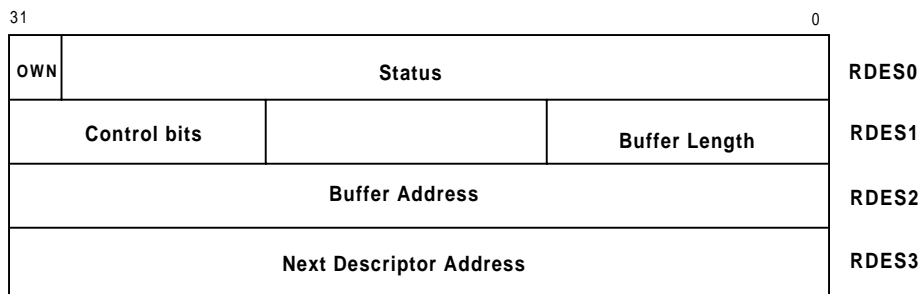 31 0
OWN Status RDES0
Control bits Buffer Length RDES1
Buffer Address RDES2
Next Descriptor Address RDES3